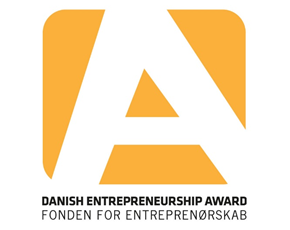 A
DANISH ENTREPRENEURSHIP AWARD
FONDEN FOR ENTREPRENØRSKAB